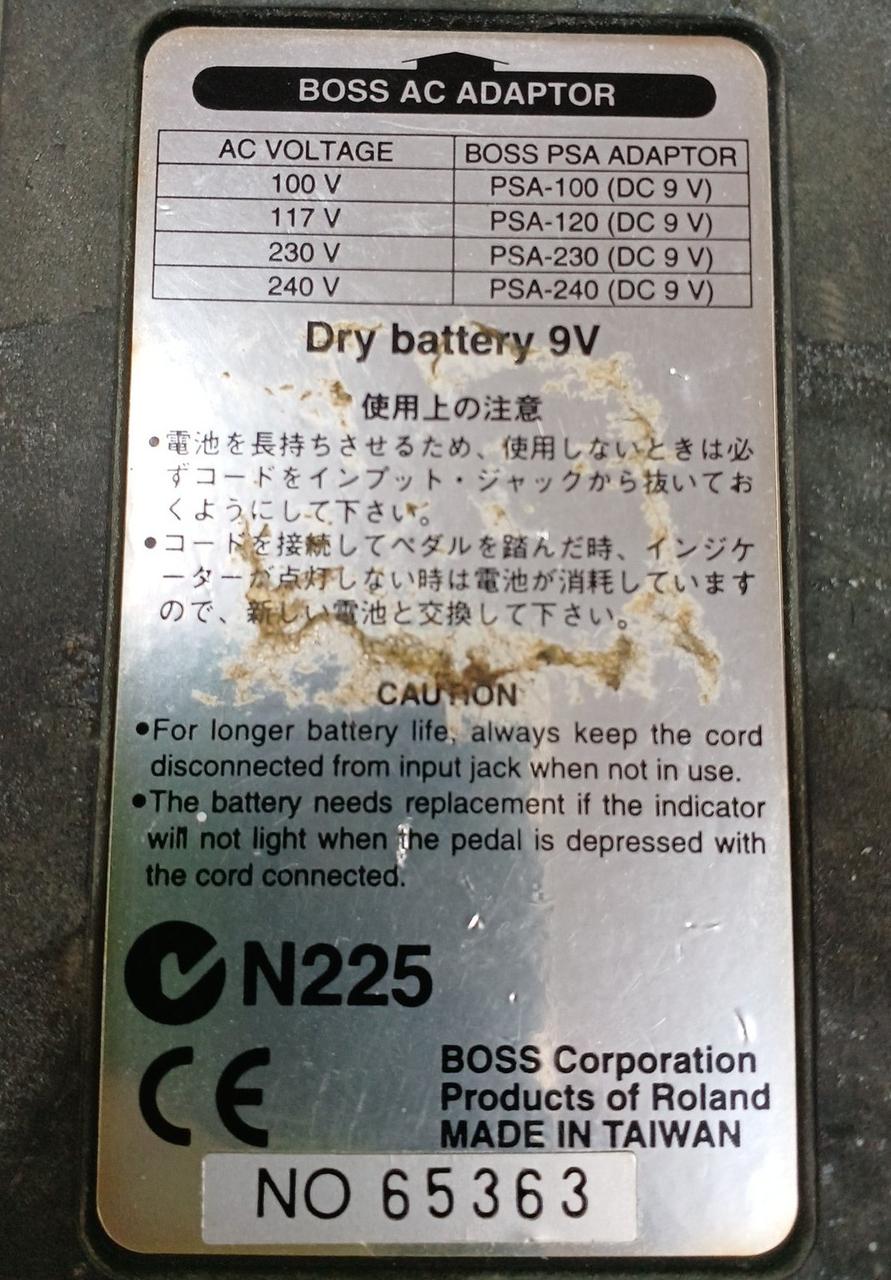 BOSS AC ADAPTOR
AC VOLTAGE BOSS PSA ADAPTOR
100 V PSA-100 (DC 9 V)
117 V PSA-120 (DC 9 V)
230 V PSA-230 (DC 9 V)
240 V PSA-240 (DC 9 V)
Dry battery 9V
使用上の注意
●電池を長持ちさせるため、使用しないときは必
ずコードをインプット・ジャックから抜いてお
くようにして下さい。
●コードを接続してペダルを踏んだ時、インジケ
ーターが点灯しない時は電池が消耗しています
ので、新しい電池と交換して下さい。
CAUTION
●For longer battery life, always keep the cord
disconnected from input jack when not in use.
●The battery needs replacement if the indicator
will not light when the pedal is depressed with
the cord connected.
N225
CE
BOSS Corporation
Products of Roland
MADE IN TAIWAN
NO 65363